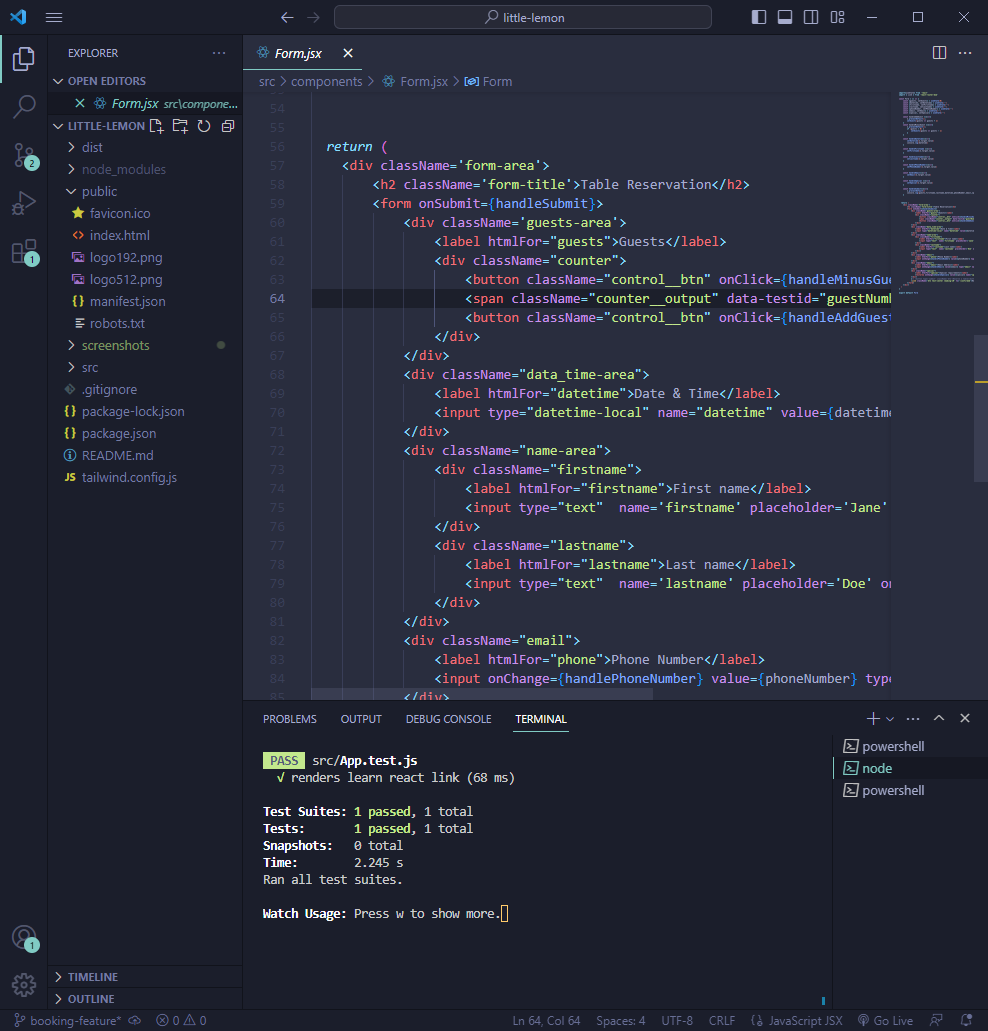 little-lemon
EXPLORER
OPEN EDITORS
Form.jsx src\compone...
LITTLE-LEMON
dist
node_modules
public
favicon.ico
index.html
logo192.png
logo512.png
manifest.json
robots.txt
screenshots
src
.gitignore
package-lock.json
package.json
README.md
JS tailwind.config.js
2
1
1
TIMELINE
OUTLINE
Form.jsx
src > components > Form.jsx > Form
54
55
56 return (
57 <div className='form-area'>
58 <h2 className='form-title'>Table Reservation</h2>
59 <form onSubmit={handleSubmit}>
60 <div className='guests-area'>
61 <label htmlFor="guests">Guests</label>
62 <div className="counter">
63 <button className="control__btn" onClick={handleMinusGue
64 <span className="counter__output" data-testid="guestNum
65 <button className="control__btn" onClick={handleAddGuest
66 </div>
67 </div>
68 <div className="data_time-area">
69 <label htmlFor="datetime">Date & Time</label>
70 <input type="datetime-local" name="datetime" value={datetime
71 </div>
72 <div className="name-area">
73 <div className="firstname">
74 <label htmlFor="firstname">First name</label>
75 <input type="text"  name='firstname' placeholder='Jane'
76 </div>
77 <div className="lastname">
78 <label htmlFor="lastname">Last name</label>
79 <input type="text"  name='lastname' placeholder='Doe' on
80 </div>
81 </div>
82 <div className="email">
83 <label htmlFor="phone">Phone Number</label>
84 <input onChange={handlePhoneNumber} value={phoneNumber} type
85 </div>
PROBLEMS OUTPUT DEBUG CONSOLE TERMINAL
PASS src/App.test.js
√ renders learn react link (68 ms)
Test Suites: 1 passed, 1 total
Tests: 1 passed, 1 total
Snapshots: 0 total
Time: 2.245 s
Ran all test suites.
Watch Usage: Press w to show more.
powershell
node
powershell
booking-feature* 0 0 Ln 64, Col 64 Spaces: 4 UTF-8 CRLF JavaScript JSX Go Live